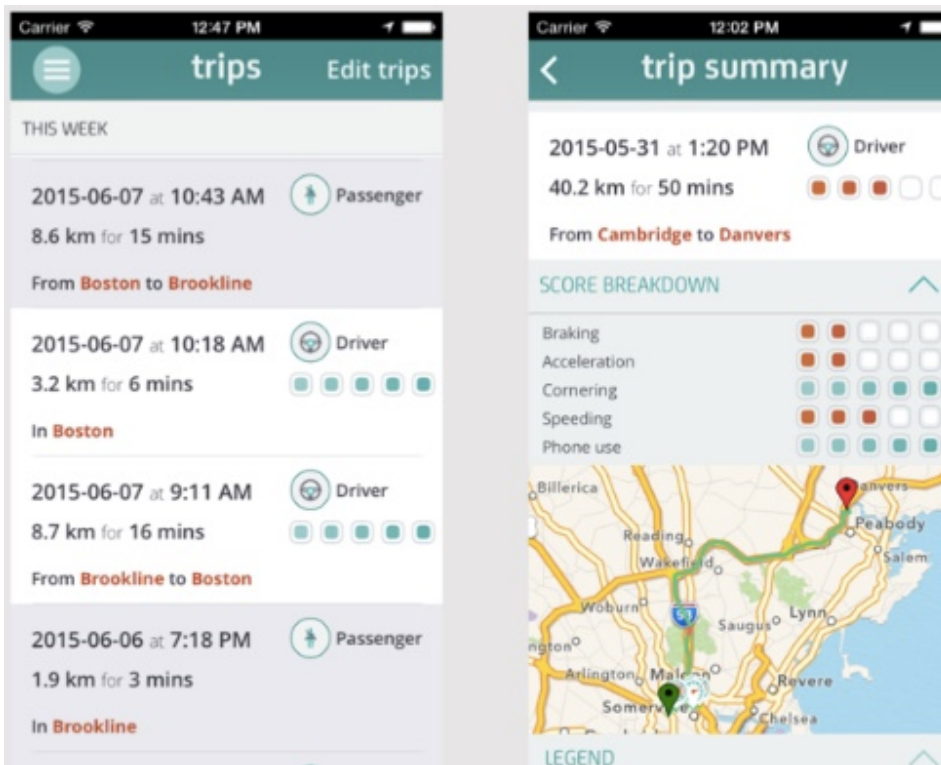 Carrier 12:47 PM
trips Edit trips
THIS WEEK
2015-06-07 at 10:43 AM Passenger
8.6 km for 15 mins
From Boston to Brookline
2015-06-07 at 10:18 AM Driver
3.2 km for 6 mins
In Boston
2015-06-07 at 9:11 AM Driver
8.7 km for 16 mins
From Brookline to Boston
2015-06-06 at 7:18 PM Passenger
1.9 km for 3 mins
In Brookline
Carrier 12:02 PM
trip summary
2015-05-31 at 1:20 PM Driver
40.2 km for 50 mins
From Cambridge to Danvers
SCORE BREAKDOWN
Braking
Acceleration
Cornering
Speeding
Phone use
Billerica
Danvers
Peabody
Reading
Salem
Wakefield
Woburn
Lynn
Saugus
ngton
Arlington
Malden
Revere
Somerville
Chelsea
LEGEND